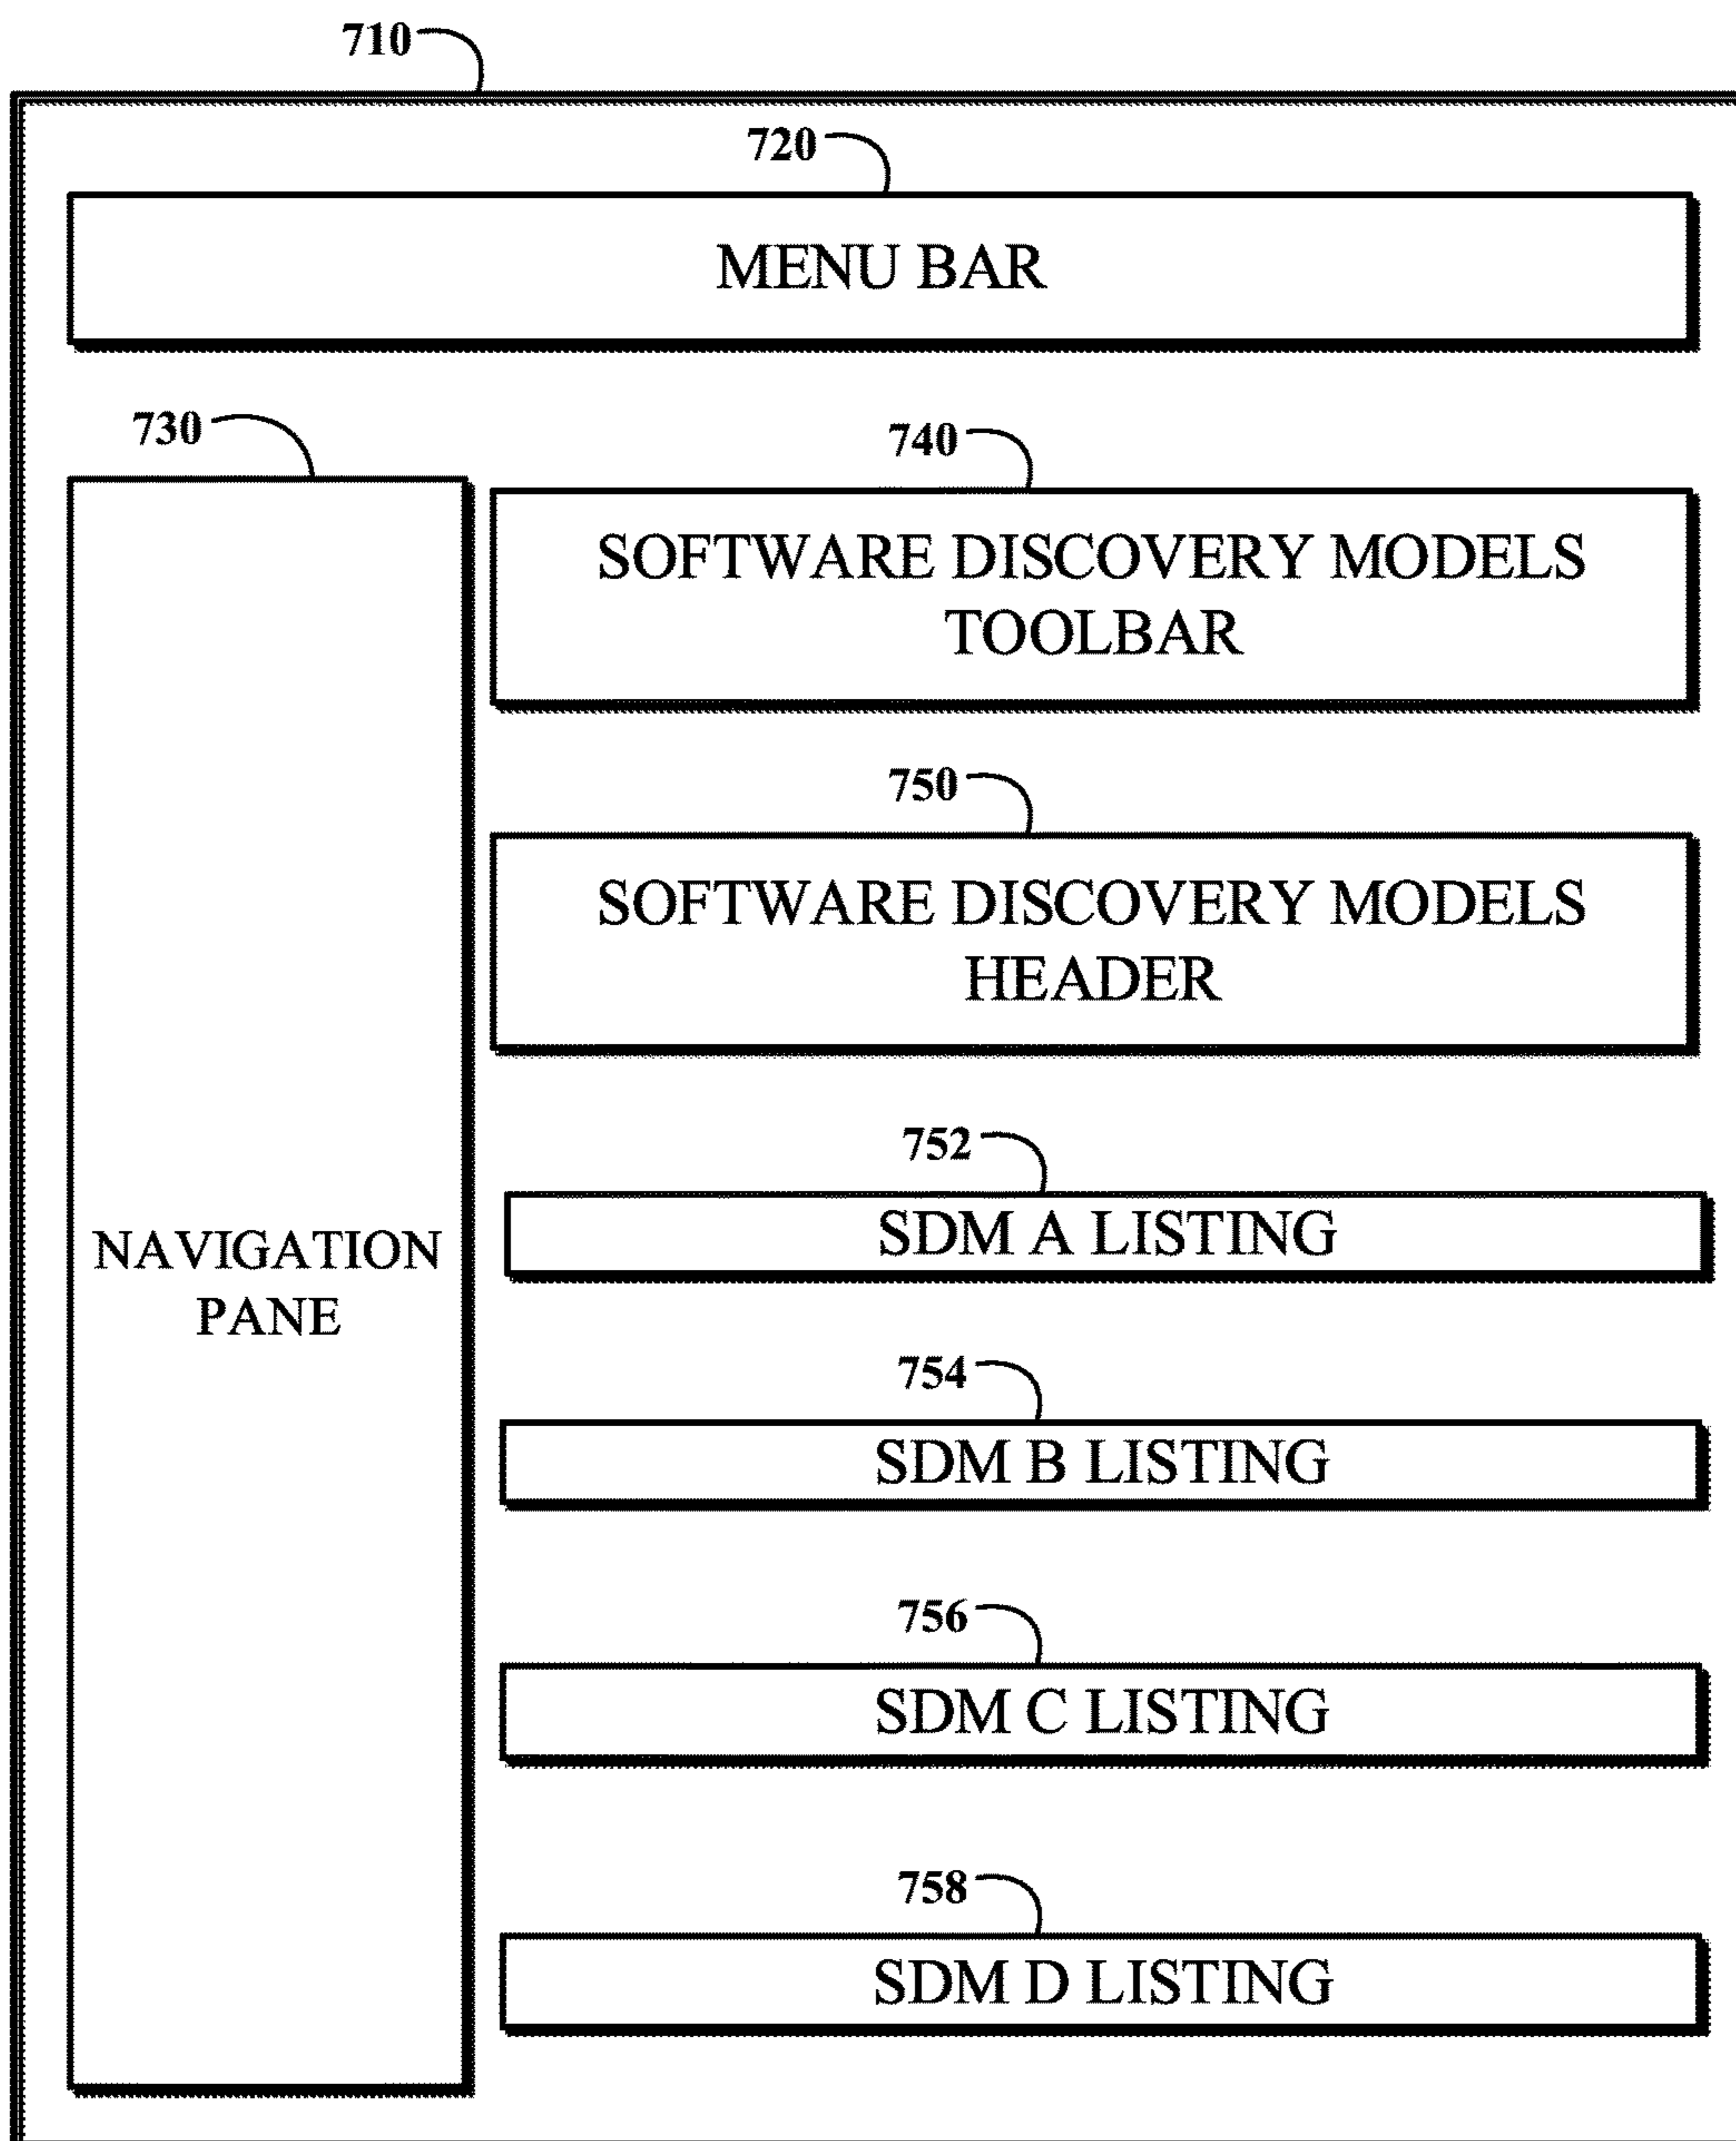 710
720
MENU BAR
730
740
SOFTWARE DISCOVERY MODELS
TOOLBAR
750
SOFTWARE DISCOVERY MODELS
HEADER
752
SDM A LISTING
NAVIGATION
PANE
754
SDM B LISTING
756
SDM C LISTING
758
SDM D LISTING